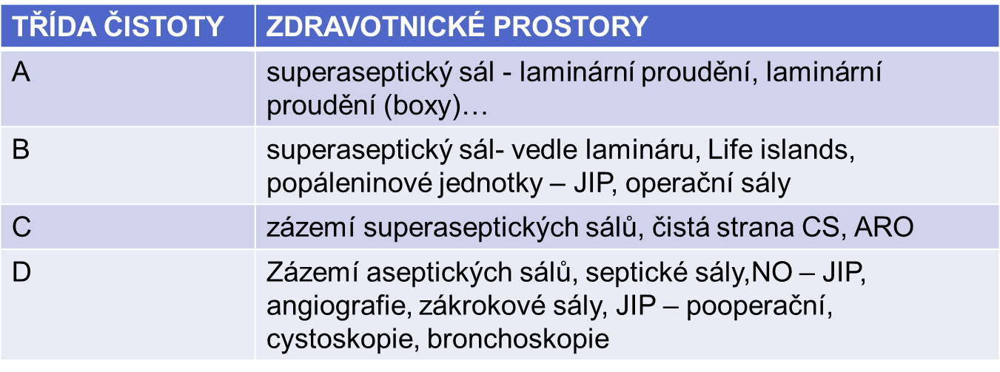 TŘÍDA ČISTOTY ZDRAVOTNICKÉ PROSTORY
A superaseptický sál - laminární proudění, laminární
proudění (boxy)…
B superaseptický sál- vedle lamináru, Life islands,
popáleninové jednotky – JIP, operační sály
C zázemí superaseptických sálů, čistá strana CS, ARO
D Zázemí aseptických sálů, septické sály,NO – JIP,
angiografie, zákrokové sály, JIP – pooperační,
cystoskopie, bronchoskopie